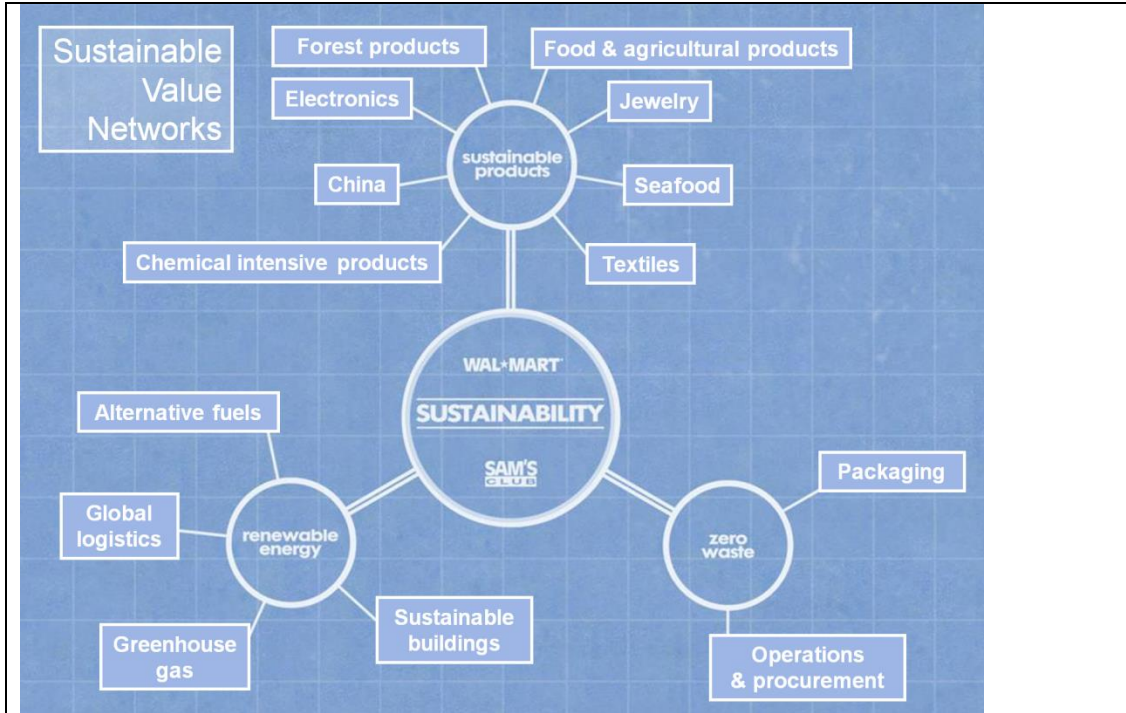 Sustainable
Value
Networks
Forest products
Food & agricultural products
Electronics
Jewelry
sustainable
products
China
Seafood
Chemical intensive products
Textiles
WAL★MART
SUSTAINABILITY
SAM'S
CLUB
Alternative fuels
Global
logistics
renewable
energy
Greenhouse
gas
Sustainable
buildings
Packaging
zero
waste
Operations
& procurement